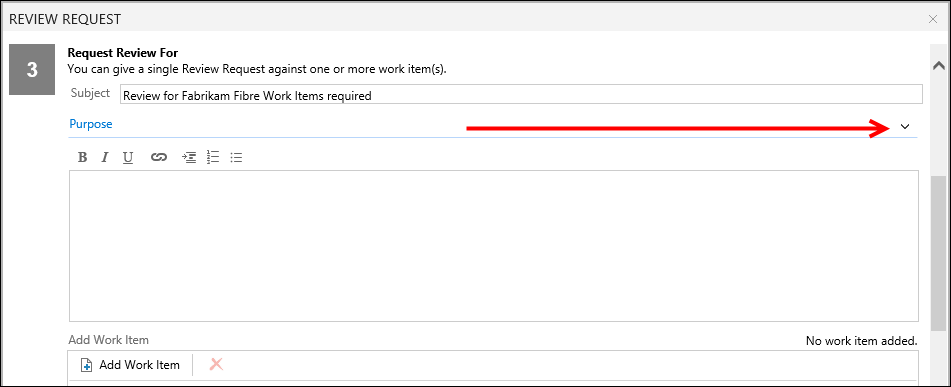 REVIEW REQUEST
3
Request Review For
You can give a single Review Request against one or more work item(s).
Subject
Review for Fabrikam Fibre Work Items required
Purpose
B I U
Add Work Item
No work item added.
Add Work Item